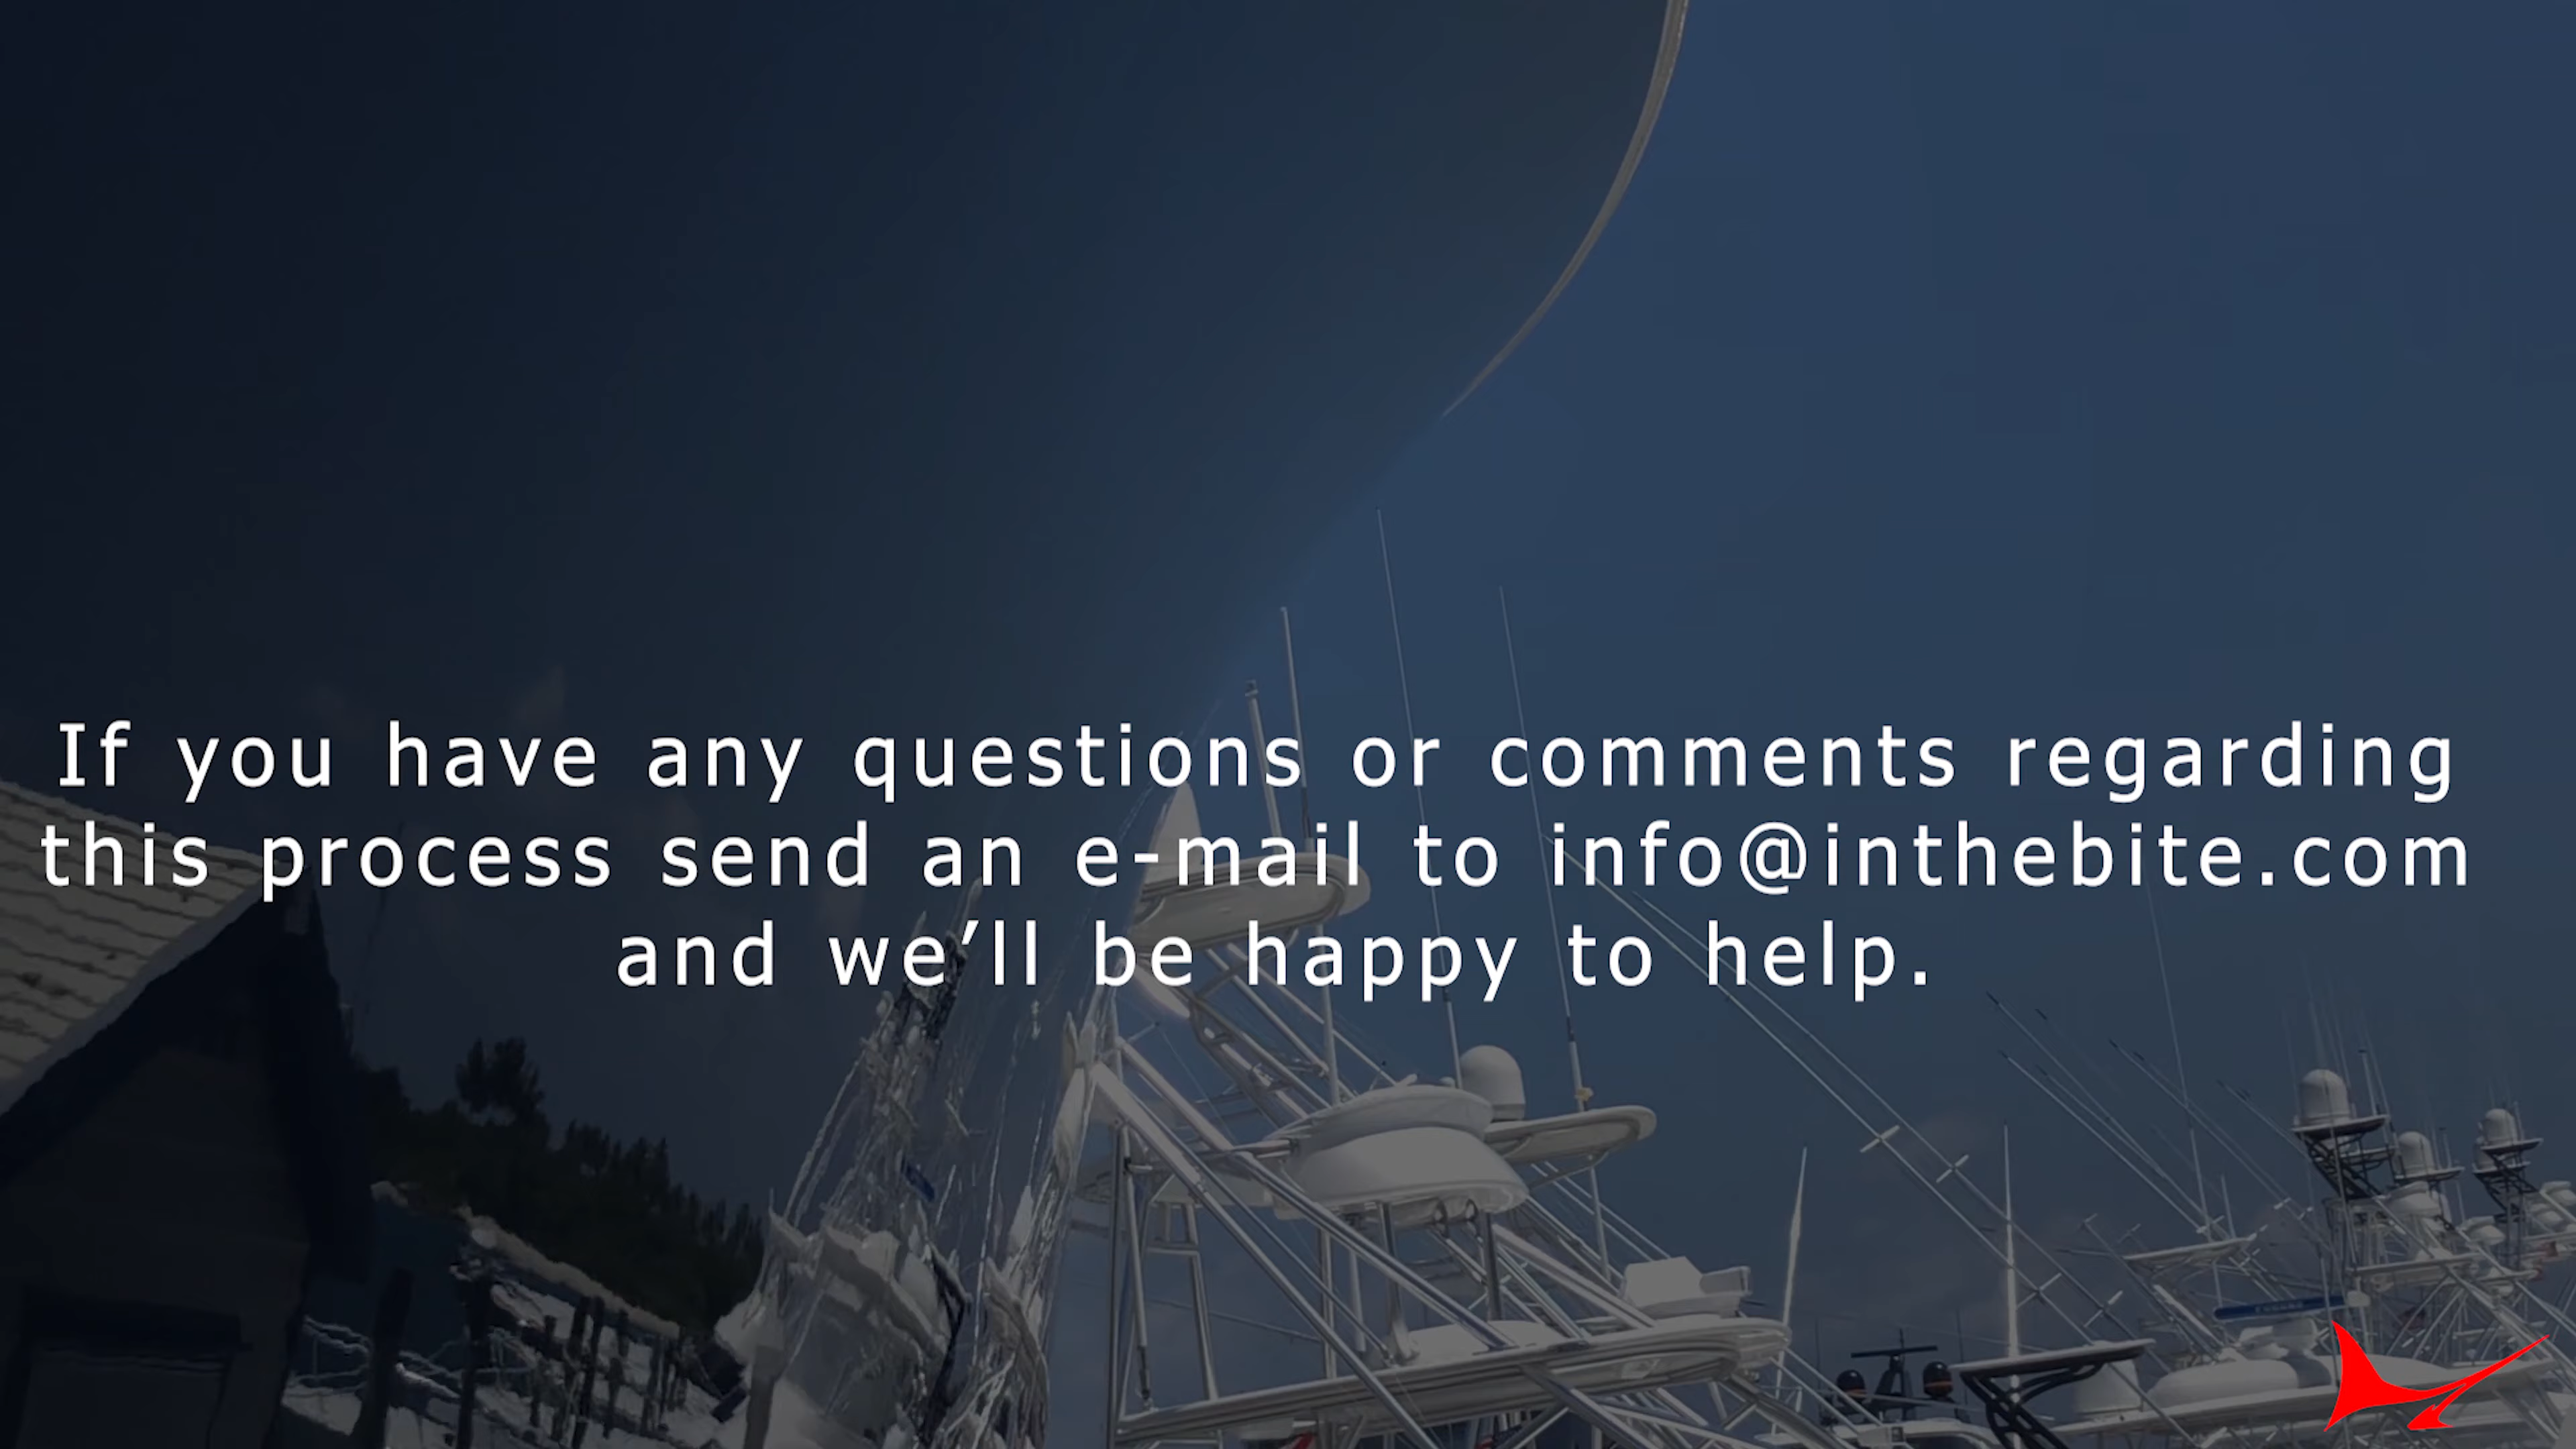 If you have any questions or comments regarding
this process send an e-mail to info@inthebite.com
and we’ll be happy to help.